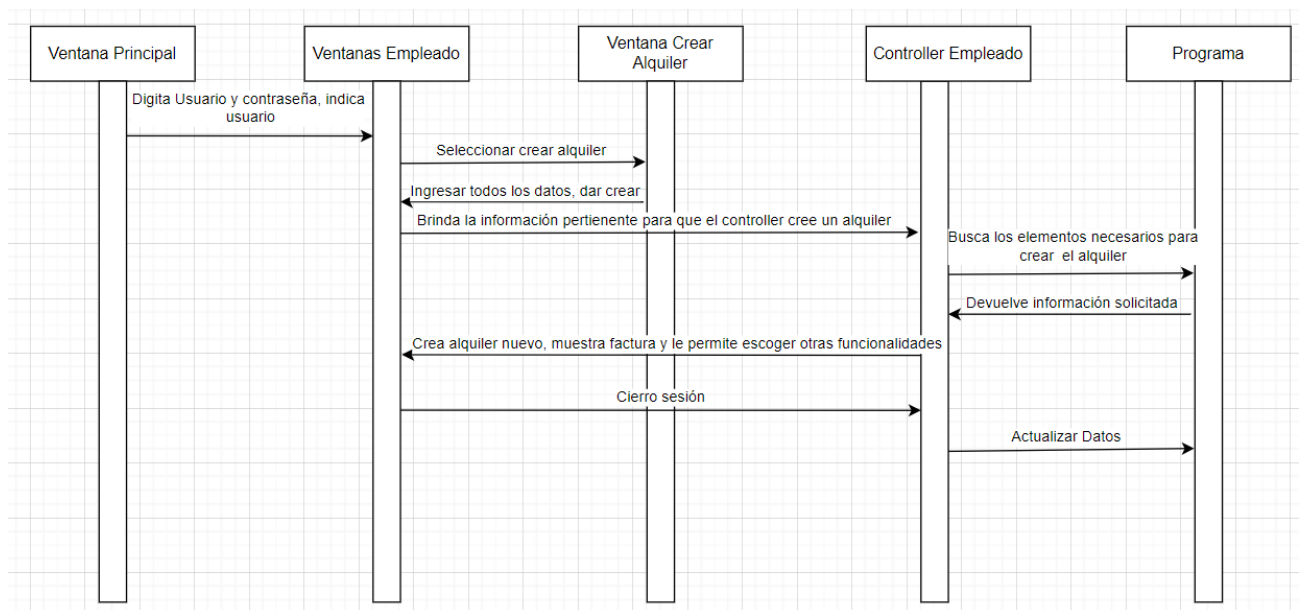 Ventana Principal
Ventanas Empleado
Ventana Crear
Alquiler
Controller Empleado
Programa
Digita Usuario y contraseña, indica
usuario
Seleccionar crear alquiler
Ingresar todos los datos, dar crear
Brinda la información pertienente para que el controller cree un alquiler
Busca los elementos necesarios para
crear el alquiler
Devuelve información solicitada
Crea alquiler nuevo, muestra factura y le permite escoger otras funcionalidades
Cierro sesión
Actualizar Datos